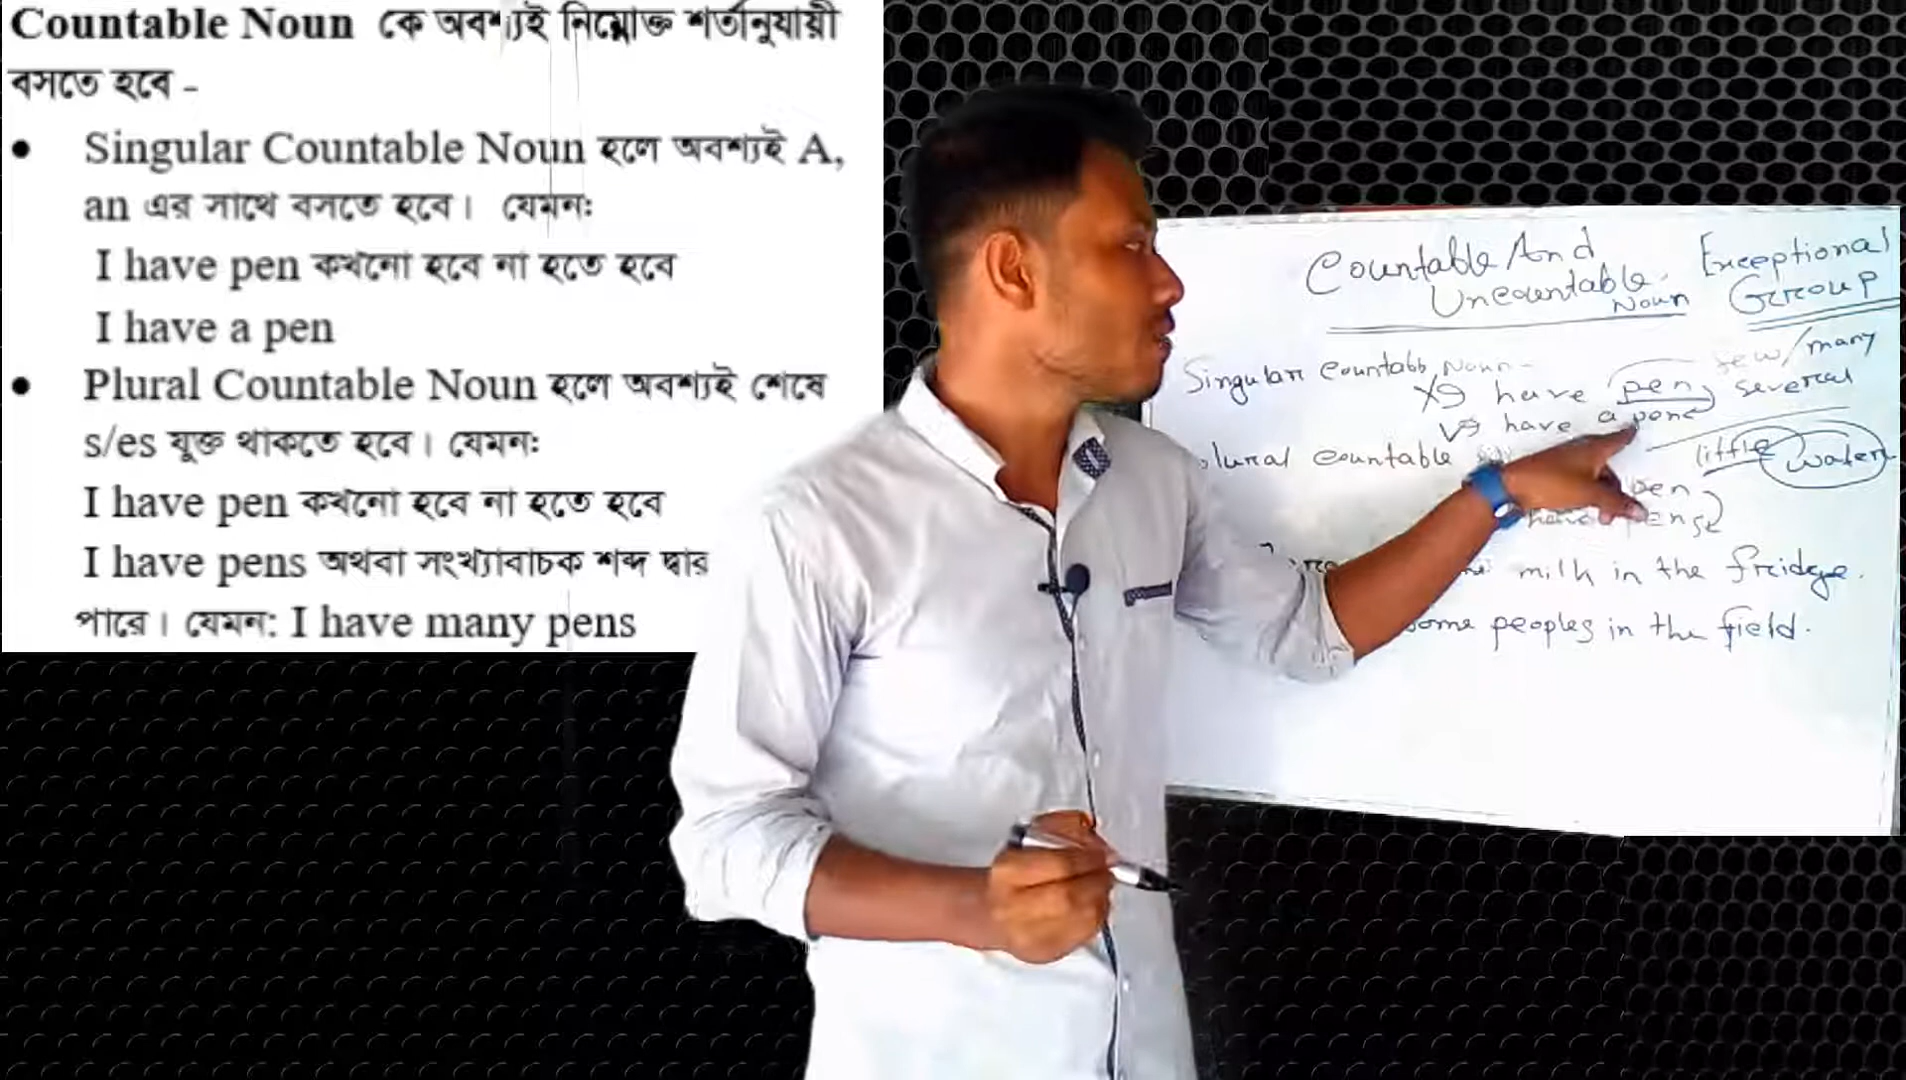 Countable Noun কে অবশ্যই নিম্নোক্ত শর্তানুযায়ী
বসতে হবে -
• Singular Countable Noun হলে অবশ্যই A,
an এর সাথে বসতে হবে। যেমনঃ
I have pen কখনো হবে না হতে হবে
I have a pen
• Plural Countable Noun হলে অবশ্যই শেষে
s/es যুক্ত থাকতে হবে। যেমনঃ
I have pen কখনো হবে না হতে হবে
I have pens অথবা সংখ্যাবাচক শব্দ দ্বার
পারে। যেমন: I have many pens
Countable And
Uncountable
Noun
Exceptional
Group
Singular Countabl Noun-
few/many
have pen
several
have a
lural countable
little water
pen
have
milk in the fridge.
some peoples in the field.